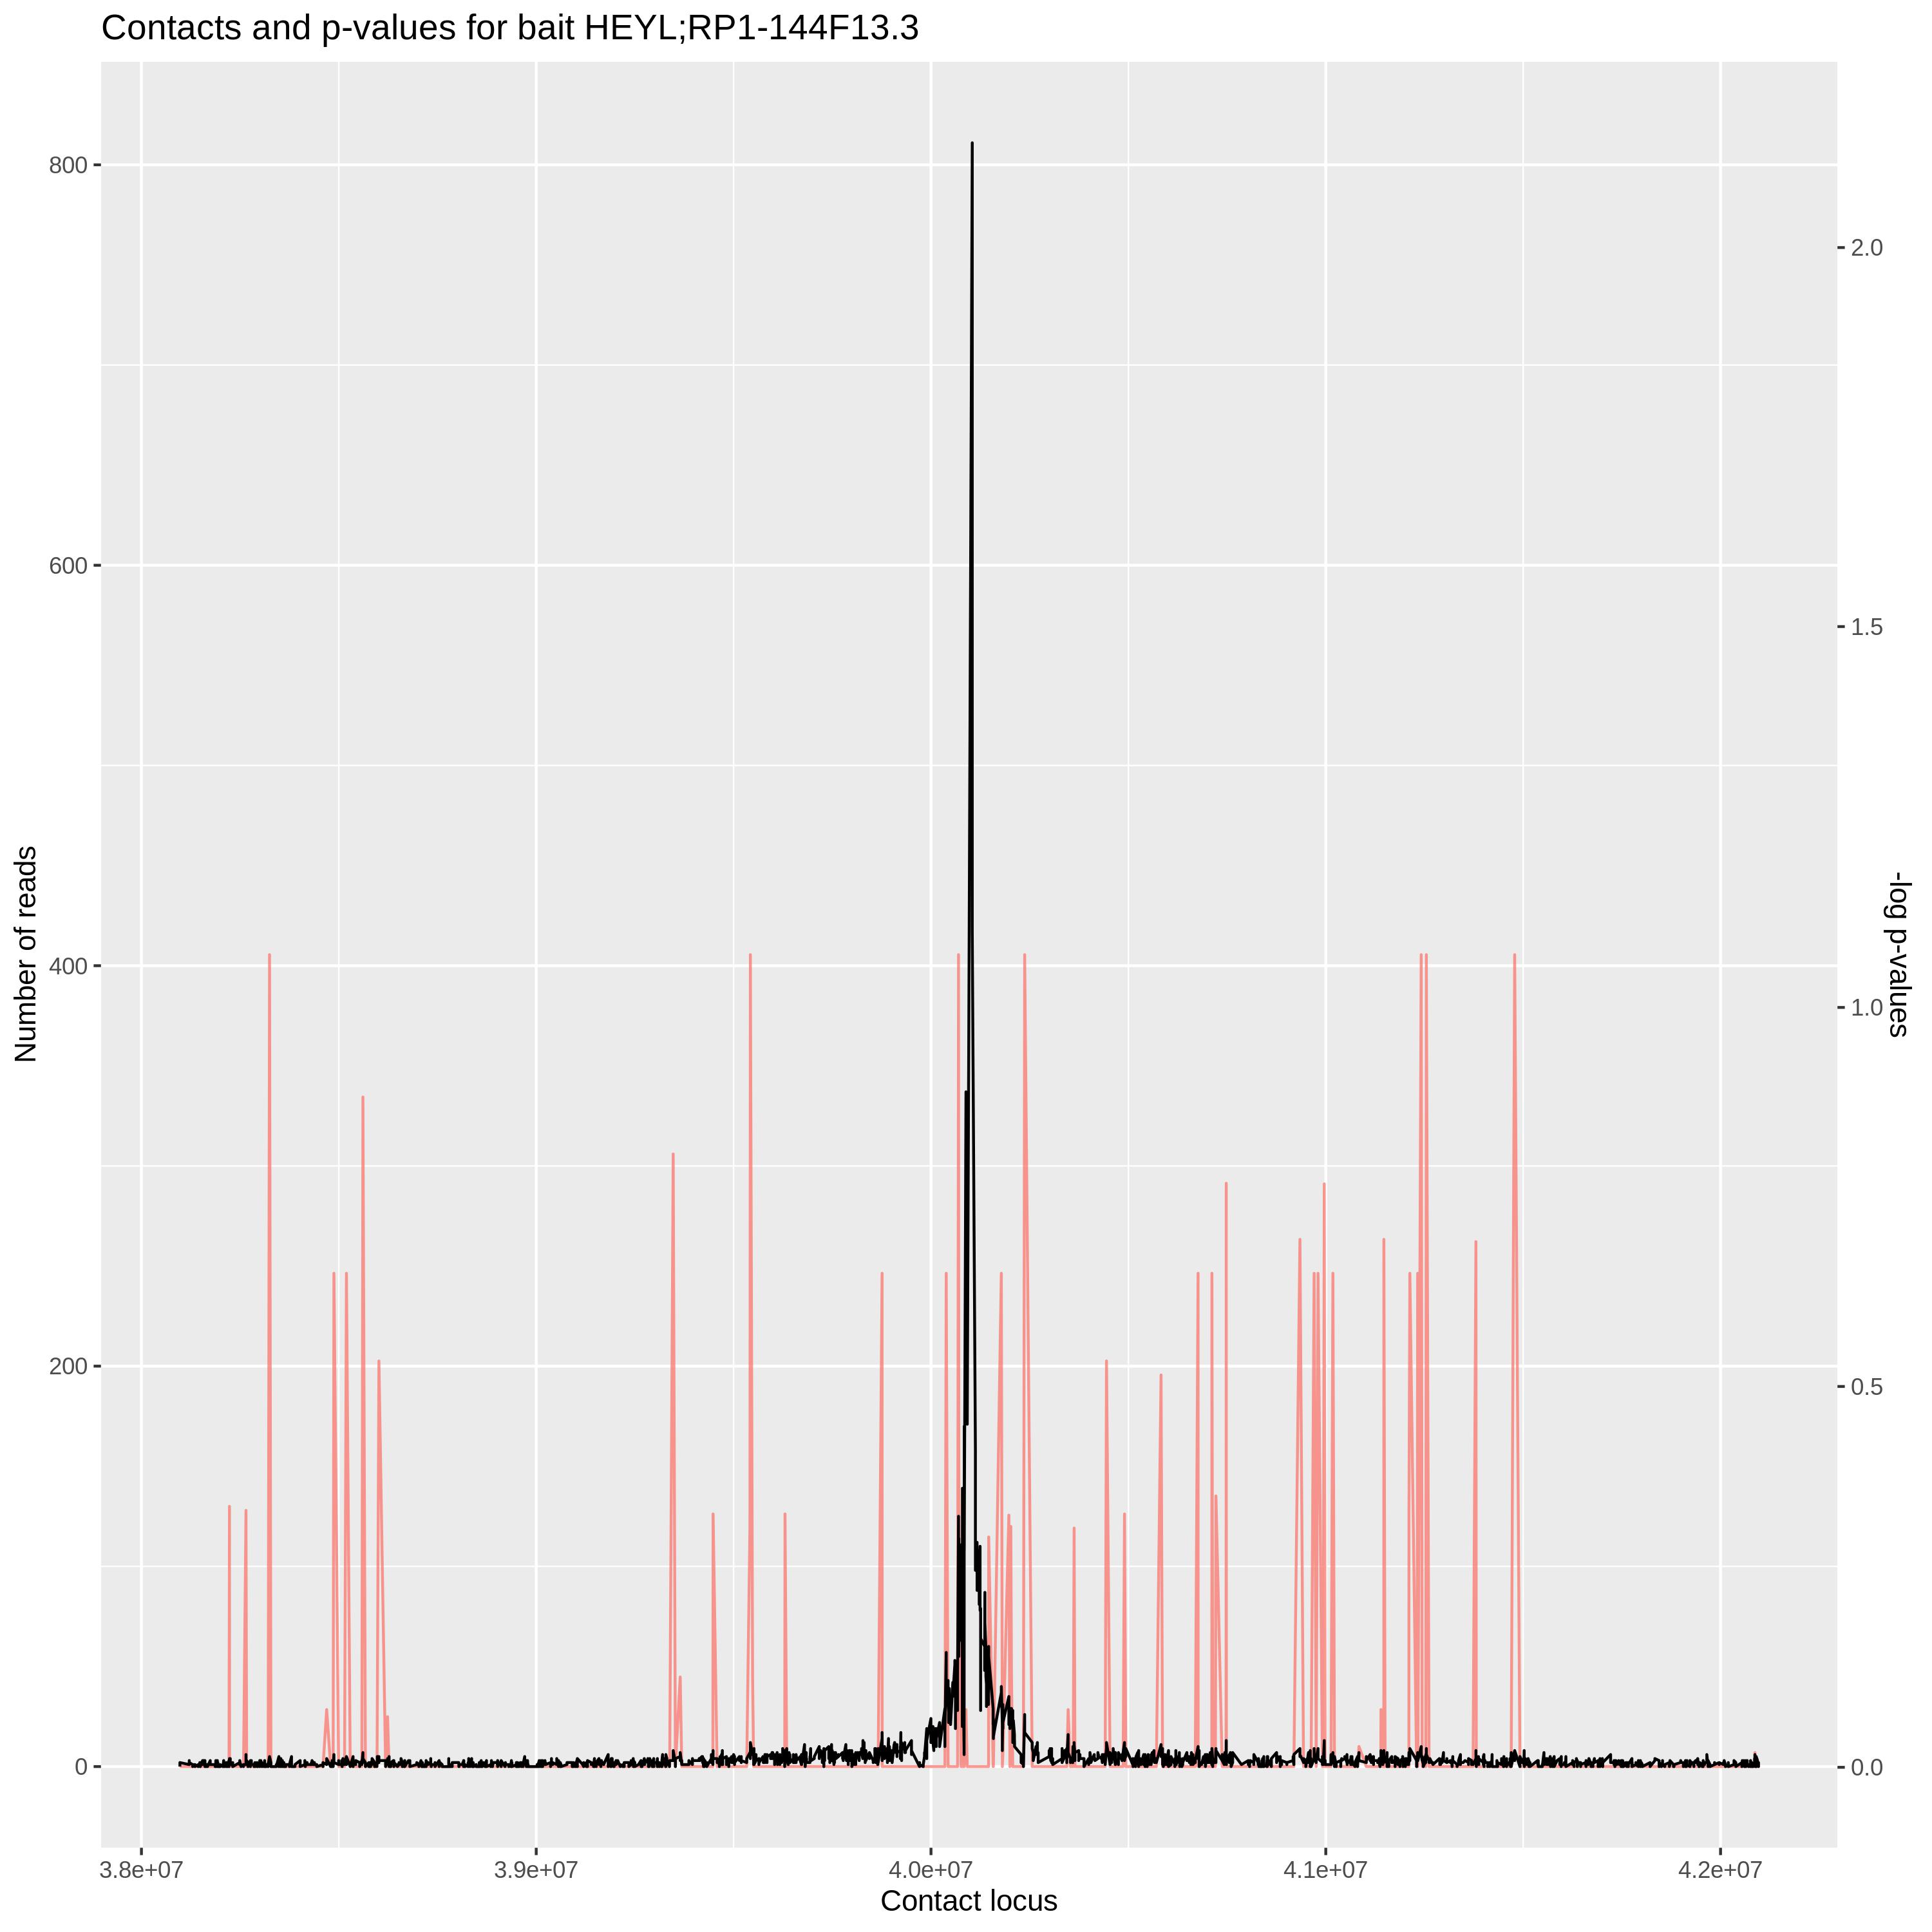 Contacts and p-values for bait HEYL;RP1-144F13.3
Number of reads
800
600
400
200
0
2.0
1.5
1.0
0.5
0.0
-log p-values
3.8e+07
3.9e+07
4.0e+07
4.1e+07
4.2e+07
Contact locus